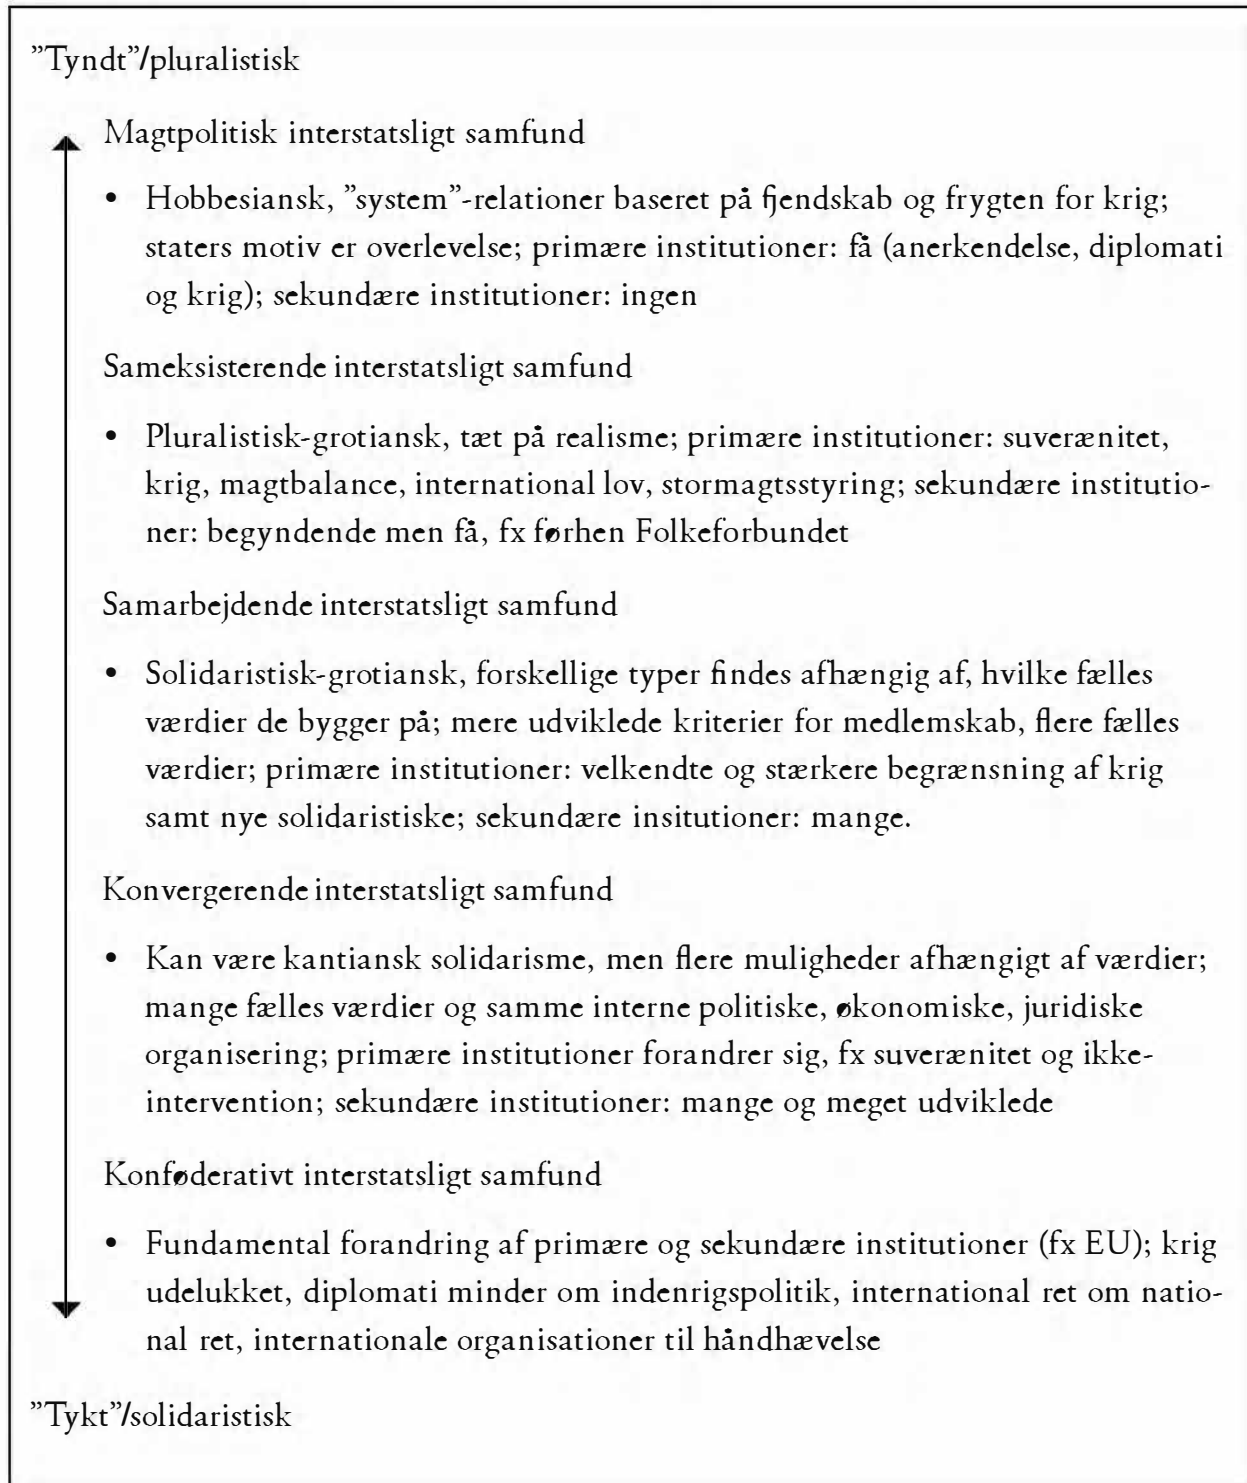 ”Tyndt”/pluralistisk
Magtpolitisk interstatsligt samfund
• Hobbesiansk, ”system”-relationer baseret på fjendskab og frygten for krig;
staters motiv er overlevelse; primære institutioner: få (anerkendelse, diplomati
og krig); sekundære institutioner: ingen
Sameksisterende interstatsligt samfund
• Pluralistisk-grotiansk, tæt på realisme; primære institutioner: suverænitet,
krig, magtbalance, international lov, stormagtsstyring; sekundære institutio-
ner: begyndende men få, fx førhen Folkeforbundet
Samarbejdende interstatsligt samfund
• Solidaristisk-grotiansk, forskellige typer findes afhængig af, hvilke fælles
værdier de bygger på; mere udviklede kriterier for medlemskab, flere fælles
værdier; primære institutioner: velkendte og stærkere begrænsning af krig
samt nye solidaristiske; sekundære insitutioner: mange.
Konvergerende interstatsligt samfund
• Kan være kantiansk solidarisme, men flere muligheder afhængigt af værdier;
mange fælles værdier og samme interne politiske, økonomiske, juridiske
organisering; primære institutioner forandrer sig, fx suverænitet og ikke-
intervention; sekundære institutioner: mange og meget udviklede
Konføderativt interstatsligt samfund
• Fundamental forandring af primære og sekundære institutioner (fx EU); krig
udelukket, diplomati minder om indenrigspolitik, international ret om natio-
nal ret, internationale organisationer til håndhævelse
”Tykt”/solidaristisk